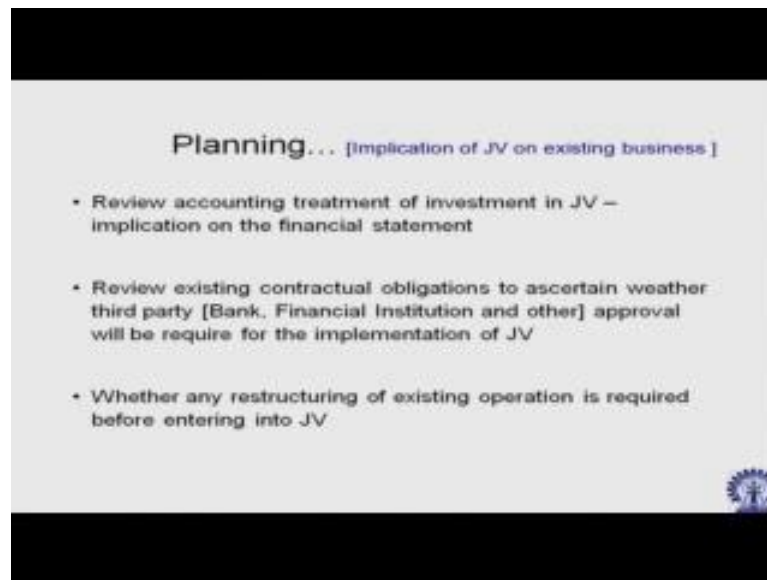 Planning... [Implication of JV on existing business ]
• Review accounting treatment of investment in JV –
implication on the financial statement
• Review existing contractual obligations to ascertain weather
third party [Bank, Financial Institution and other] approval
will be require for the implementation of JV
• Whether any restructuring of existing operation is required
before entering into JV